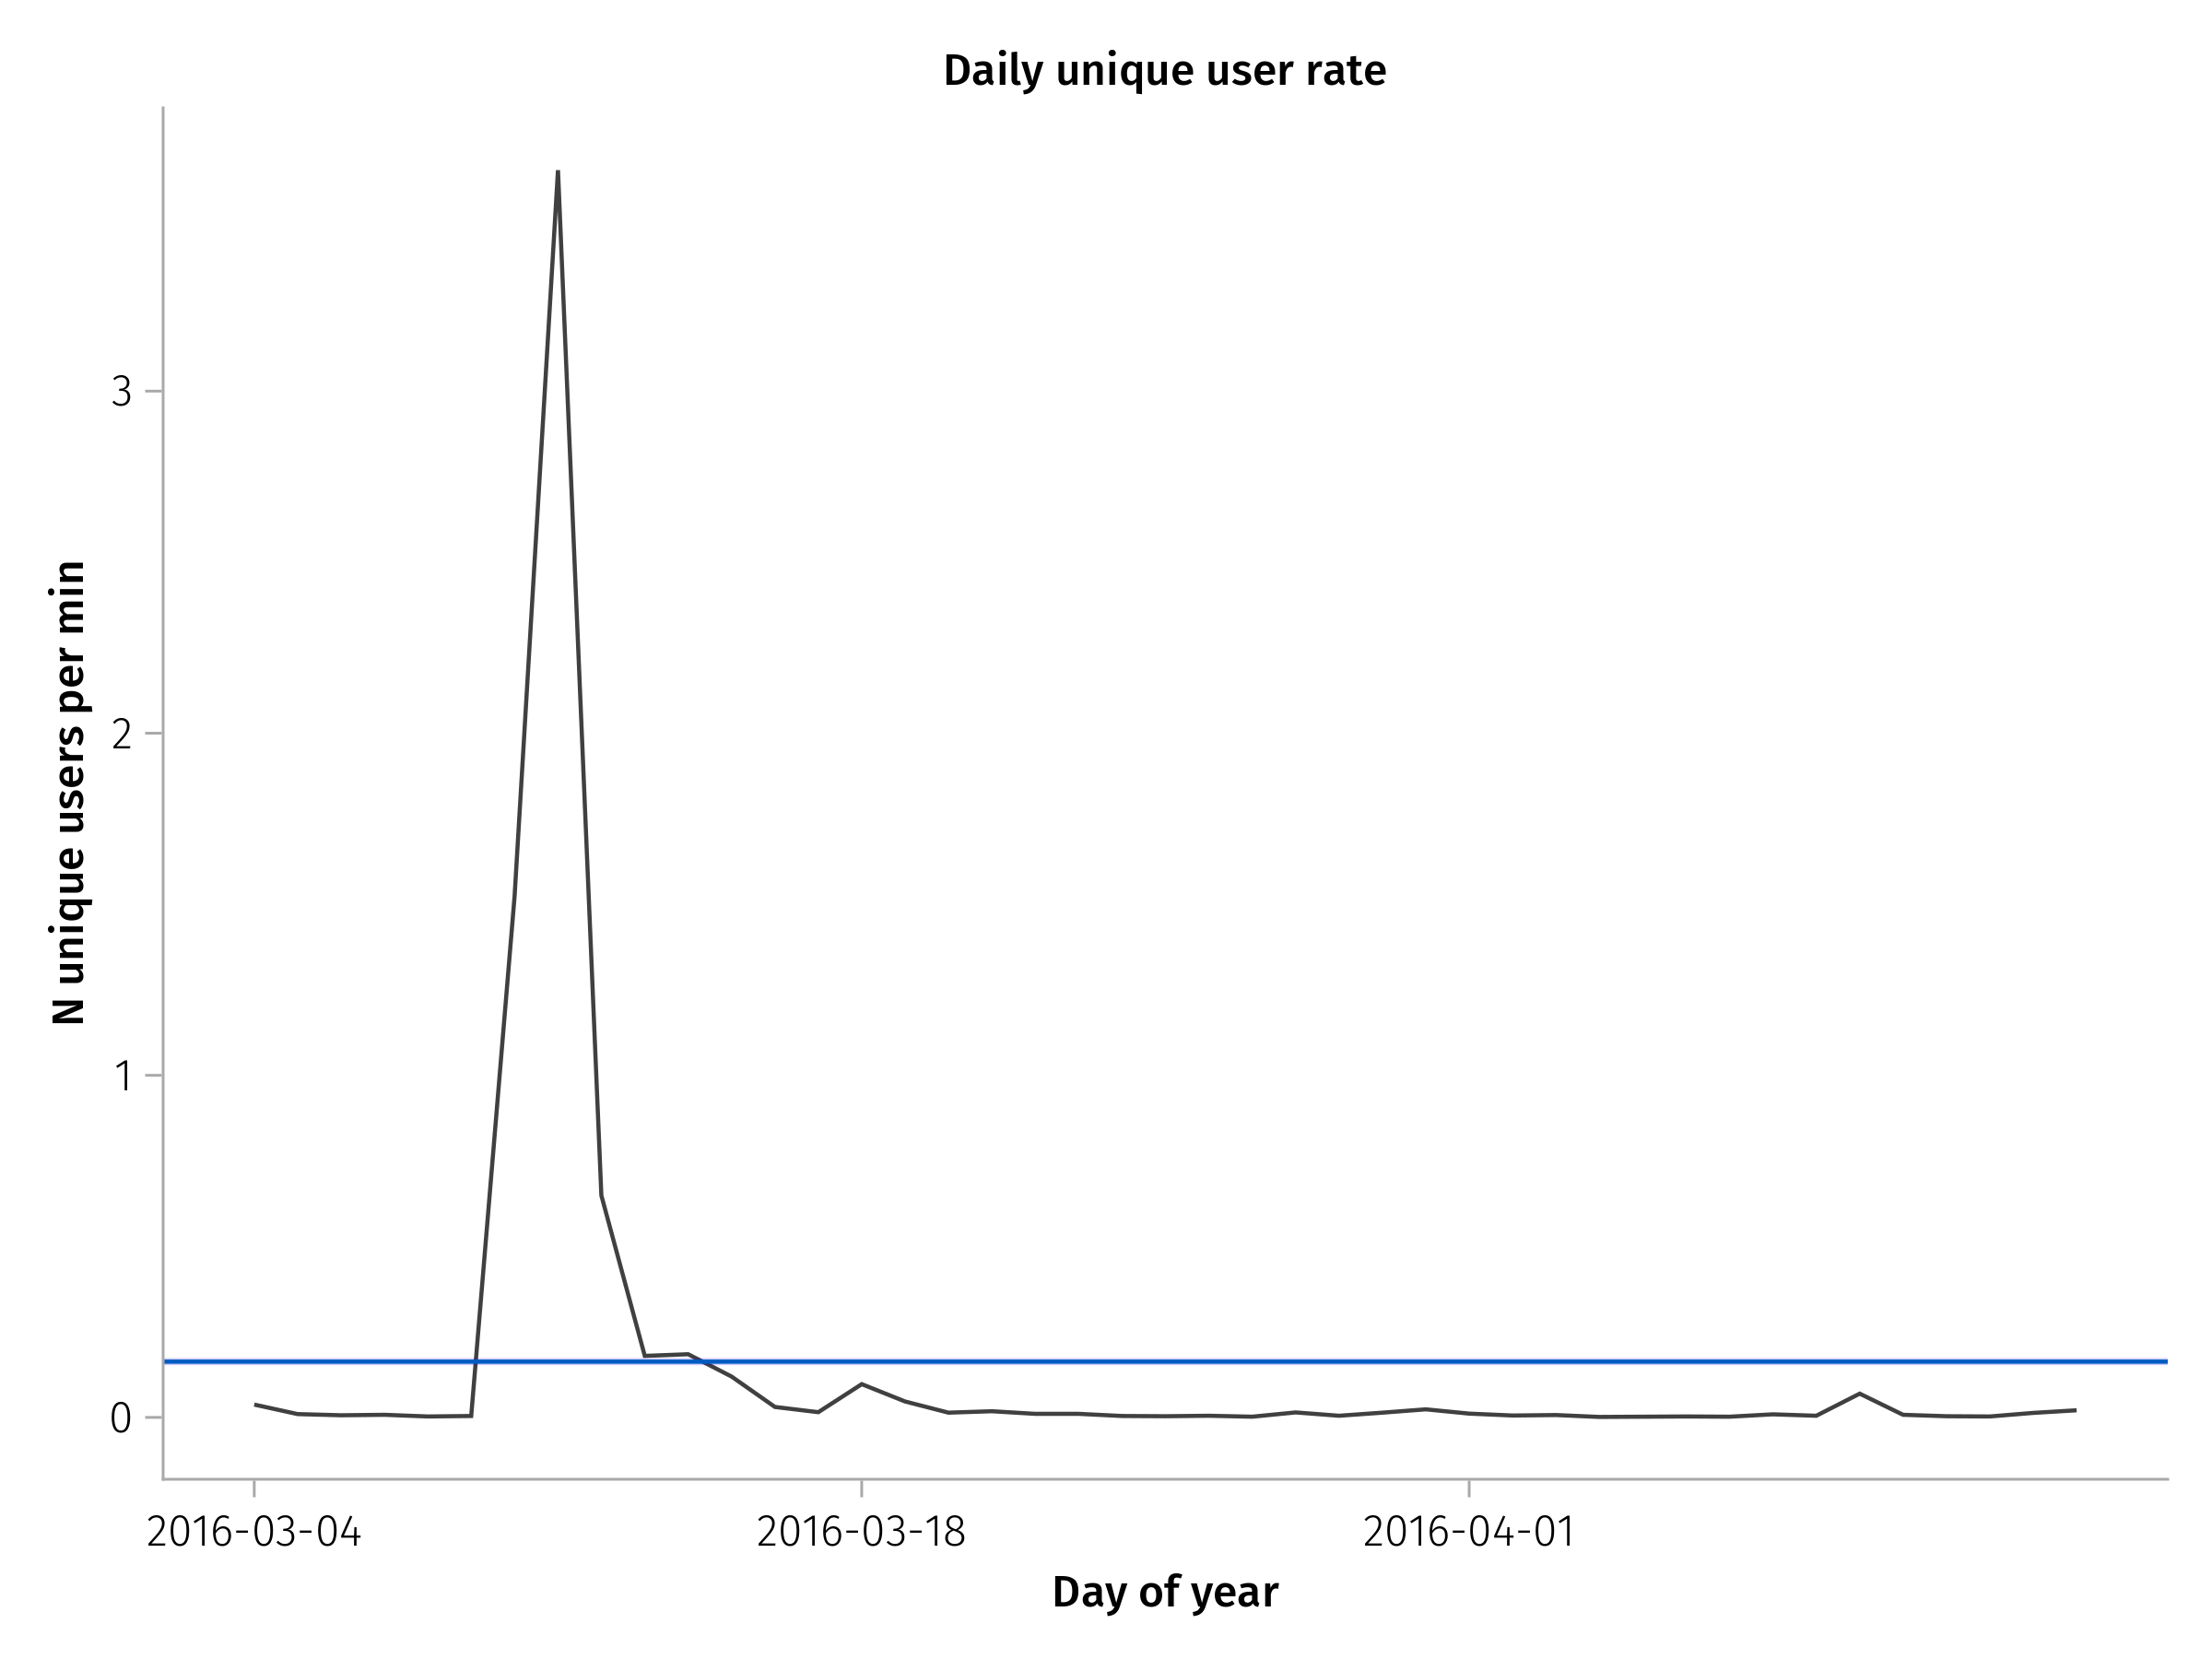 Daily unique user rate
N unique users per min
3
2
1
0
2016-03-04
2016-03-18
2016-04-01
Day of year